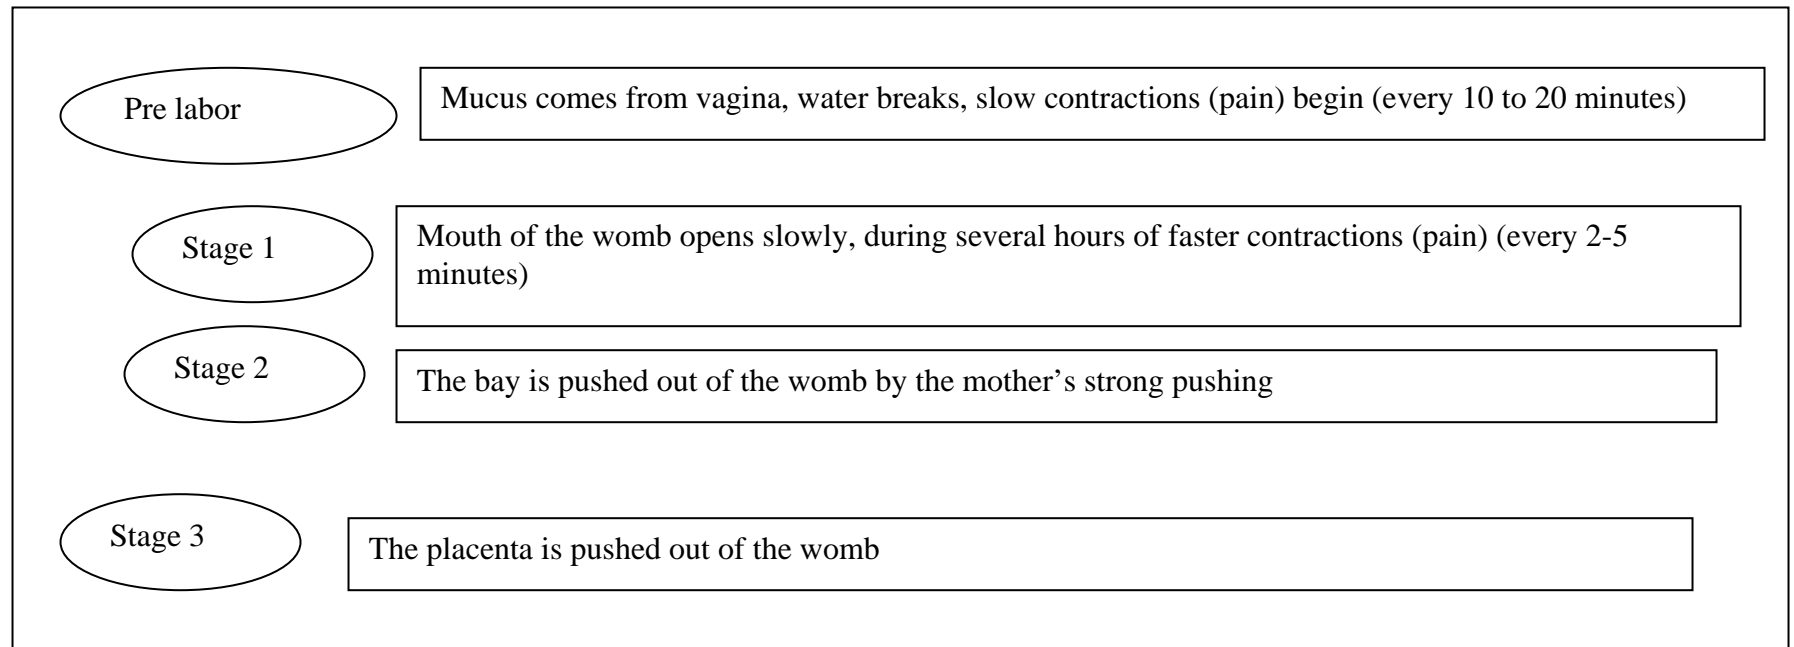 Pre labor
Mucus comes from vagina, water breaks, slow contractions (pain) begin (every 10 to 20 minutes)
Stage 1
Mouth of the womb opens slowly, during several hours of faster contractions (pain) (every 2-5
minutes)
Stage 2
The bay is pushed out of the womb by the mother’s strong pushing
Stage 3
The placenta is pushed out of the womb